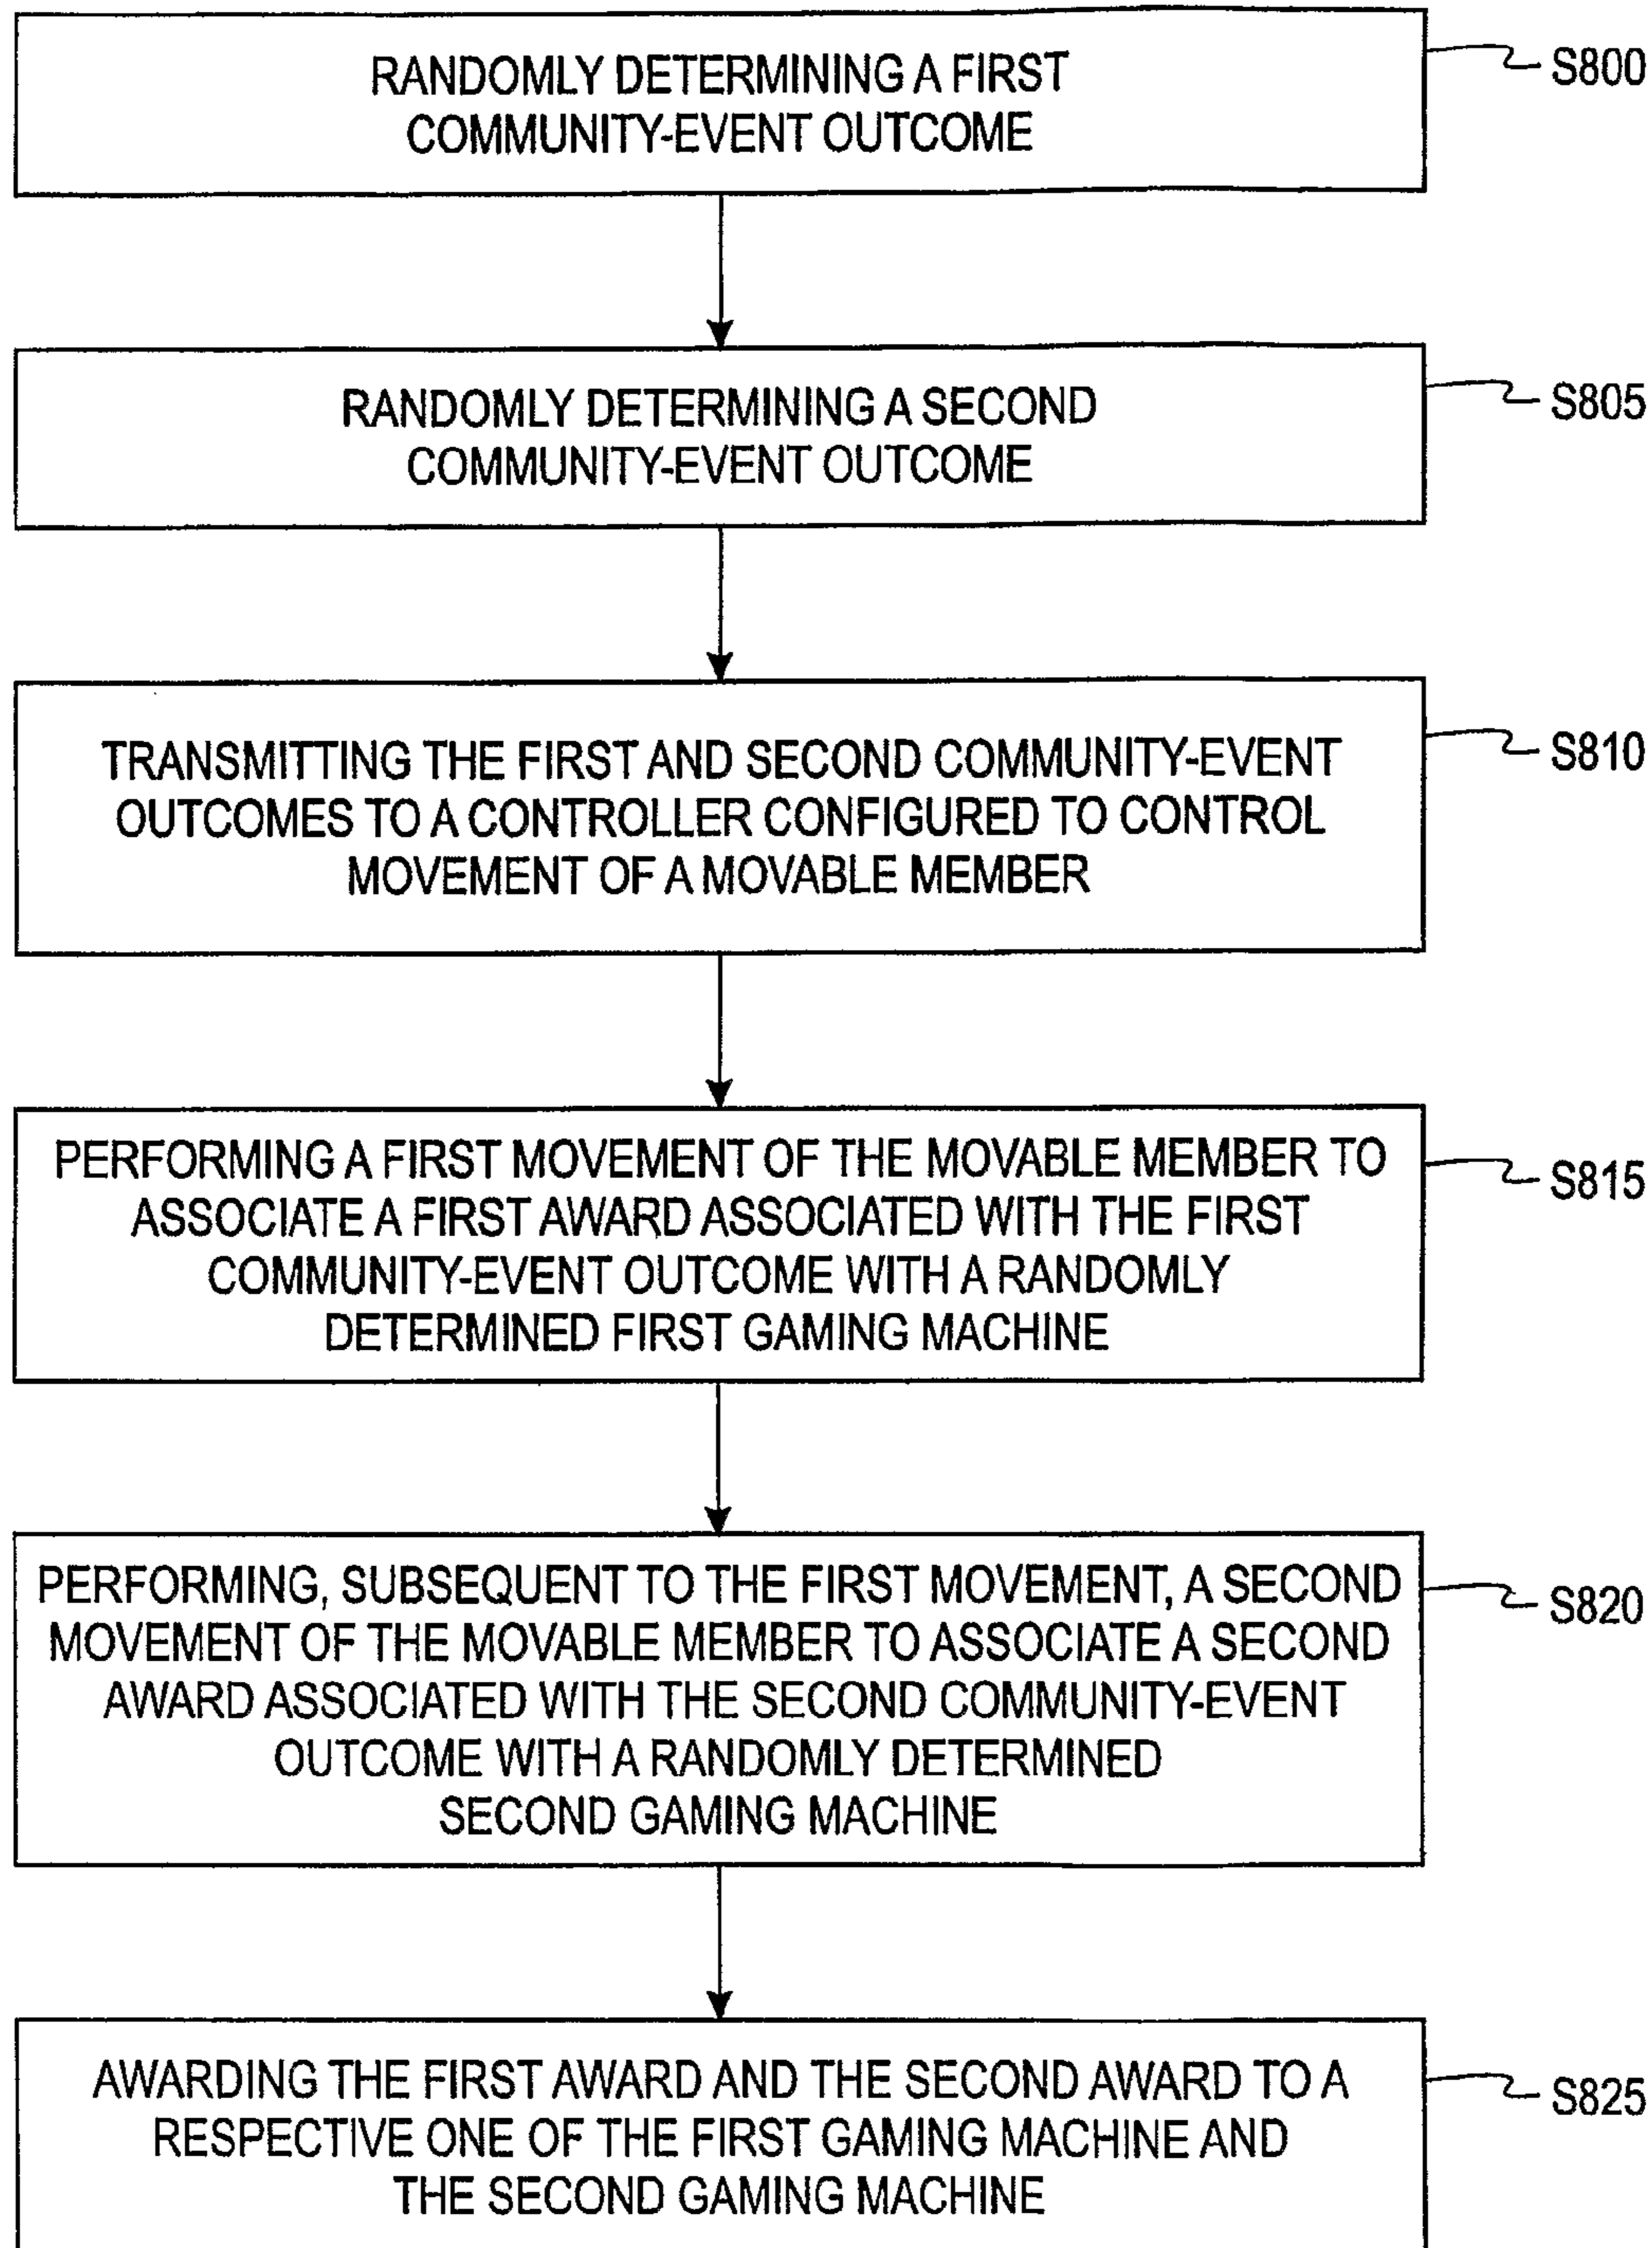 RANDOMLY DETERMINING A FIRST
COMMUNITY-EVENT OUTCOME
S800
RANDOMLY DETERMINING A SECOND
COMMUNITY-EVENT OUTCOME
S805
TRANSMITTING THE FIRST AND SECOND COMMUNITY-EVENT
OUTCOMES TO A CONTROLLER CONFIGURED TO CONTROL
MOVEMENT OF A MOVABLE MEMBER
S810
PERFORMING A FIRST MOVEMENT OF THE MOVABLE MEMBER TO
ASSOCIATE A FIRST AWARD ASSOCIATED WITH THE FIRST
COMMUNITY-EVENT OUTCOME WITH A RANDOMLY
DETERMINED FIRST GAMING MACHINE
S815
PERFORMING, SUBSEQUENT TO THE FIRST MOVEMENT, A SECOND
MOVEMENT OF THE MOVABLE MEMBER TO ASSOCIATE A SECOND
AWARD ASSOCIATED WITH THE SECOND COMMUNITY-EVENT
OUTCOME WITH A RANDOMLY DETERMINED
SECOND GAMING MACHINE
S820
AWARDING THE FIRST AWARD AND THE SECOND AWARD TO A
RESPECTIVE ONE OF THE FIRST GAMING MACHINE AND
THE SECOND GAMING MACHINE
S825